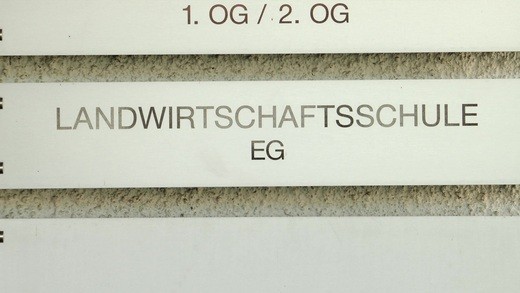 1. OG / 2. OG
LANDWIRTSCHAFTSSCHULE
EG